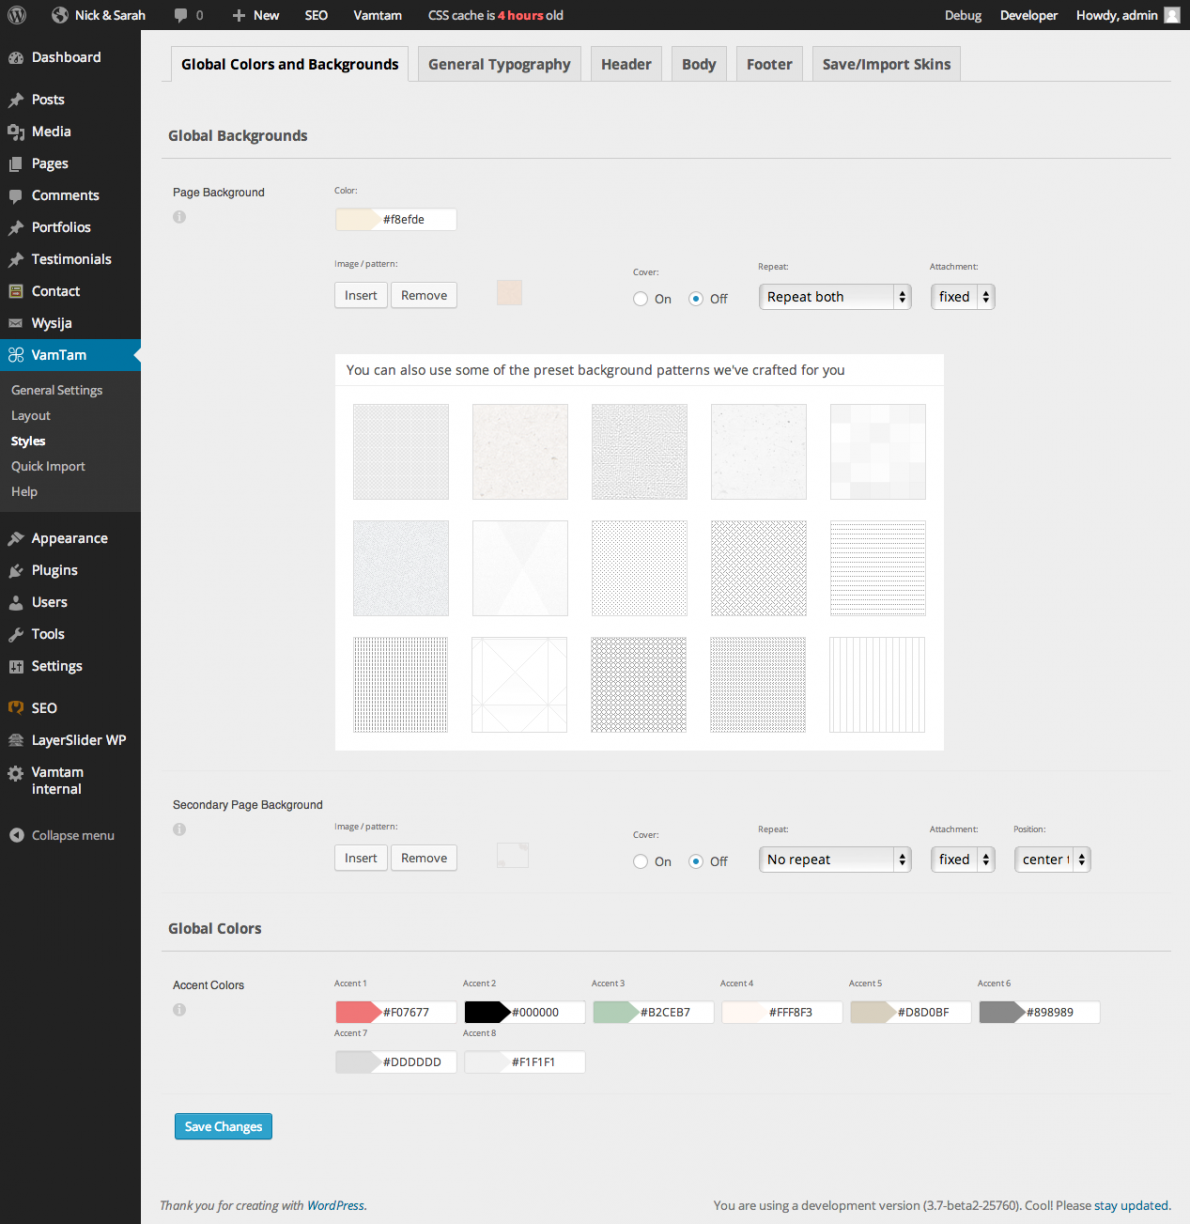 Nick & Sarah 0 New SEO Vamtam CSS cache is 4 hours old Debug Developer Howdy, admin
Dashboard
Posts
Media
Pages
Comments
Portfolios
Testimonials
Contact
Wysija
VamTam
General Settings
Layout
Styles
Quick Import
Help
Appearance
Plugins
Users
Tools
Settings
SEO
LayerSlider WP
Vamtam
internal
Collapse menu
Global Colors and Backgrounds General Typography Header Body Footer Save/Import Skins
Global Backgrounds
Page Background
Color:
#f8efde
Image / pattern:
Insert Remove
Cover:
On Off
Repeat:
Repeat both
Attachment:
fixed
You can also use some of the preset background patterns we've crafted for you
Secondary Page Background
Image / pattern:
Insert Remove
Cover:
On Off
Repeat:
No repeat
Attachment:
fixed
Position:
center
Global Colors
Accent Colors
Accent 1 Accent 2 Accent 3 Accent 4 Accent 5 Accent 6
#F07677 #000000 #B2CEB7 #FFF8F3 #D8D0BF #898989
Accent 7 Accent 8
#DDDDDD #F1F1F1
Save Changes
Thank you for creating with WordPress.
You are using a development version (3.7-beta2-25760). Cool! Please stay updated.